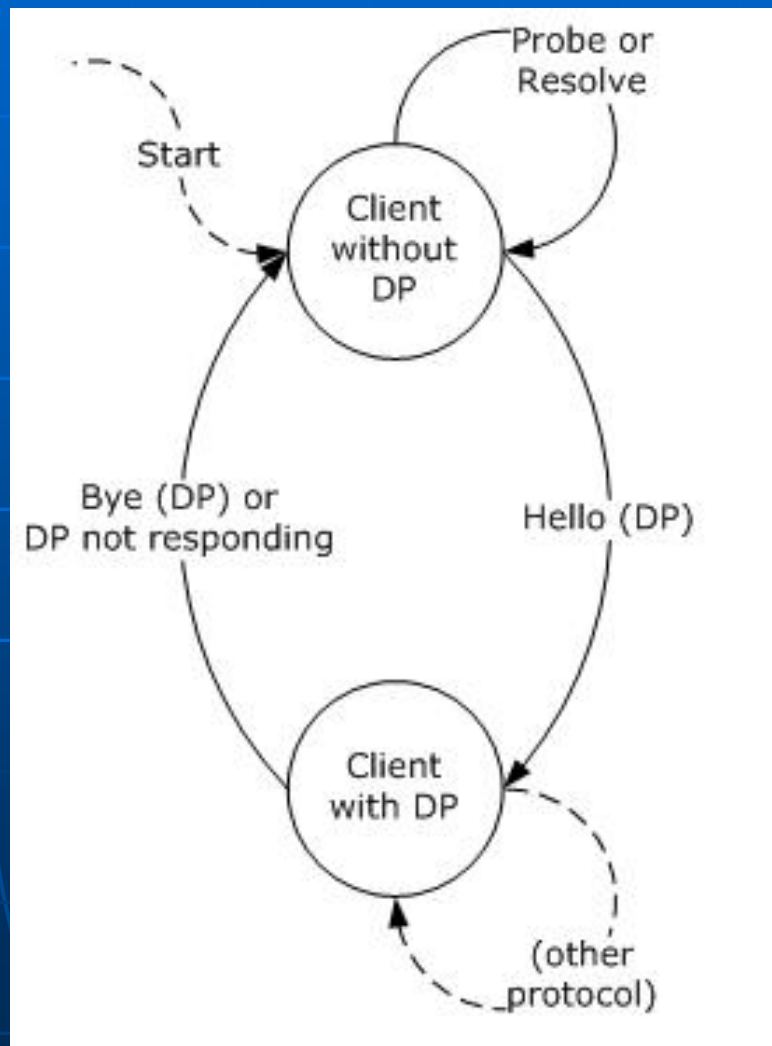 Probe or
Resolve
Start
Client
without
DP
Bye (DP) or
DP not responding
Hello (DP)
Client
with DP
(other
protocol)